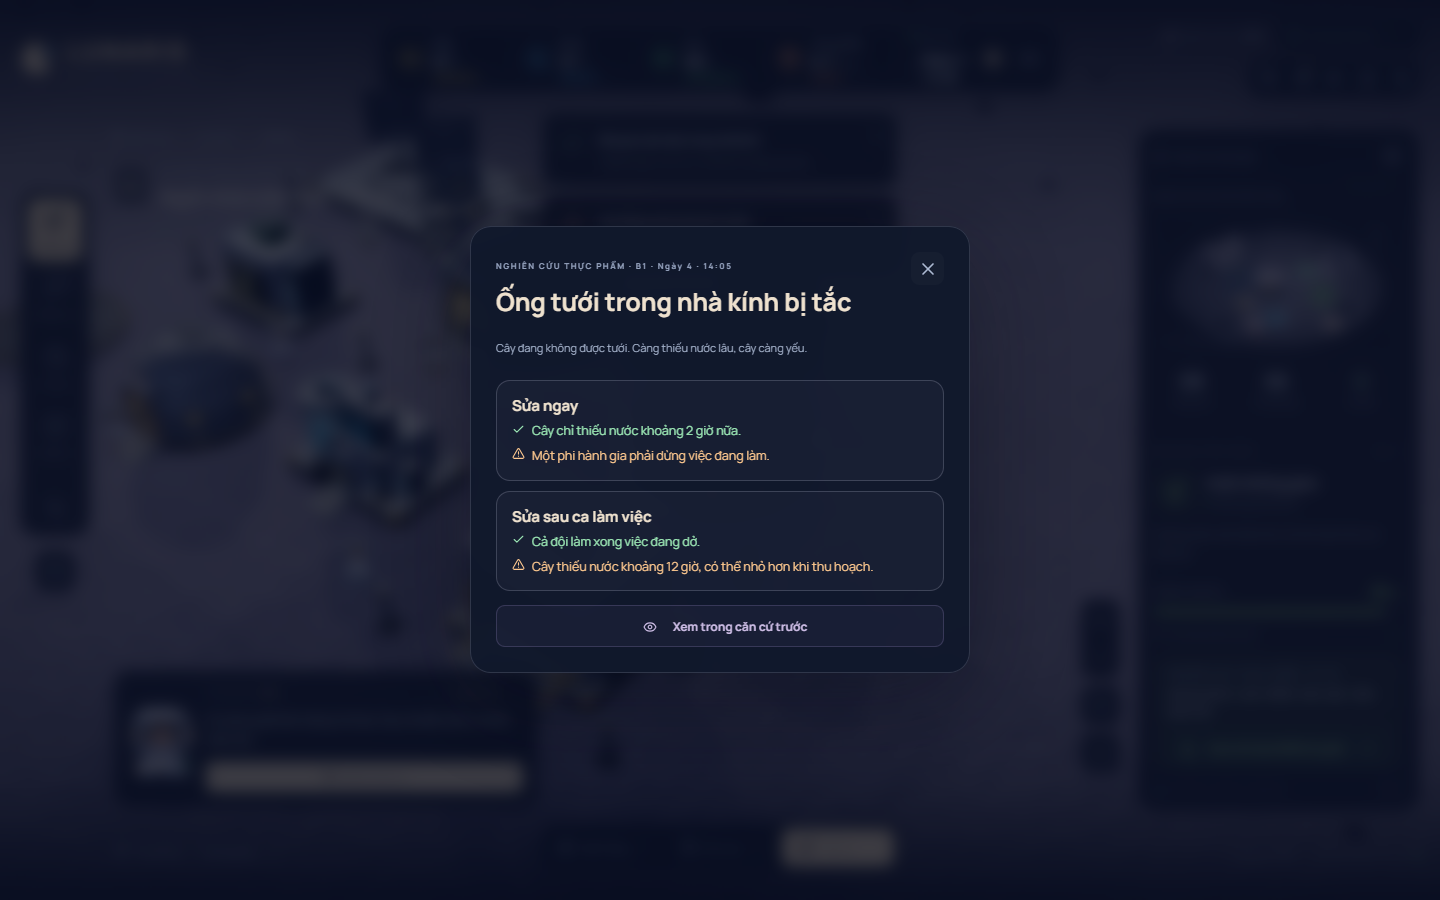 NGHIÊN CỨU THỰC PHẨM · B1 · Ngày 4 · 14:05
Ống tưới trong nhà kính bị tắc
Cây đang không được tưới. Càng thiếu nước lâu, cây càng yếu.
Sửa ngay
Cây chỉ thiếu nước khoảng 2 giờ nữa.
Một phi hành gia phải dừng việc đang làm.
Sửa sau ca làm việc
Cả đội làm xong việc đang dở.
Cây thiếu nước khoảng 12 giờ, có thể nhỏ hơn khi thu hoạch.
Xem trong căn cứ trước